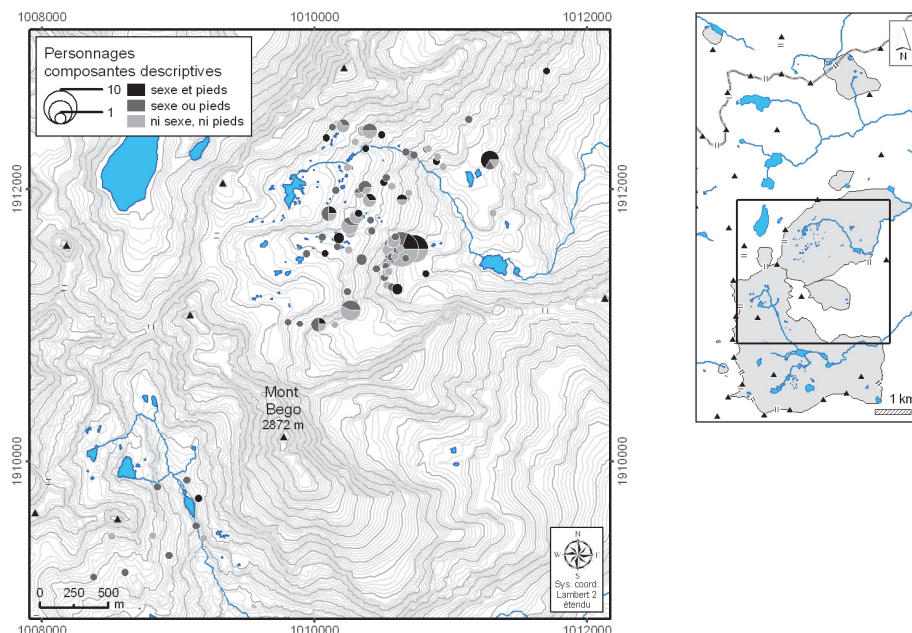 1008000
1010000
1012000
Personnages
composantes descriptives
10
1
sexe et pieds
sexe ou pieds
ni sexe, ni pieds
1912000
1912000
Mont
Bego
2872 m
1910000
1910000
0
250
500
m
N
W
E
S
Sys. coord.
Lambert 2
étendu
1008000
1010000
1012000
N
1 km